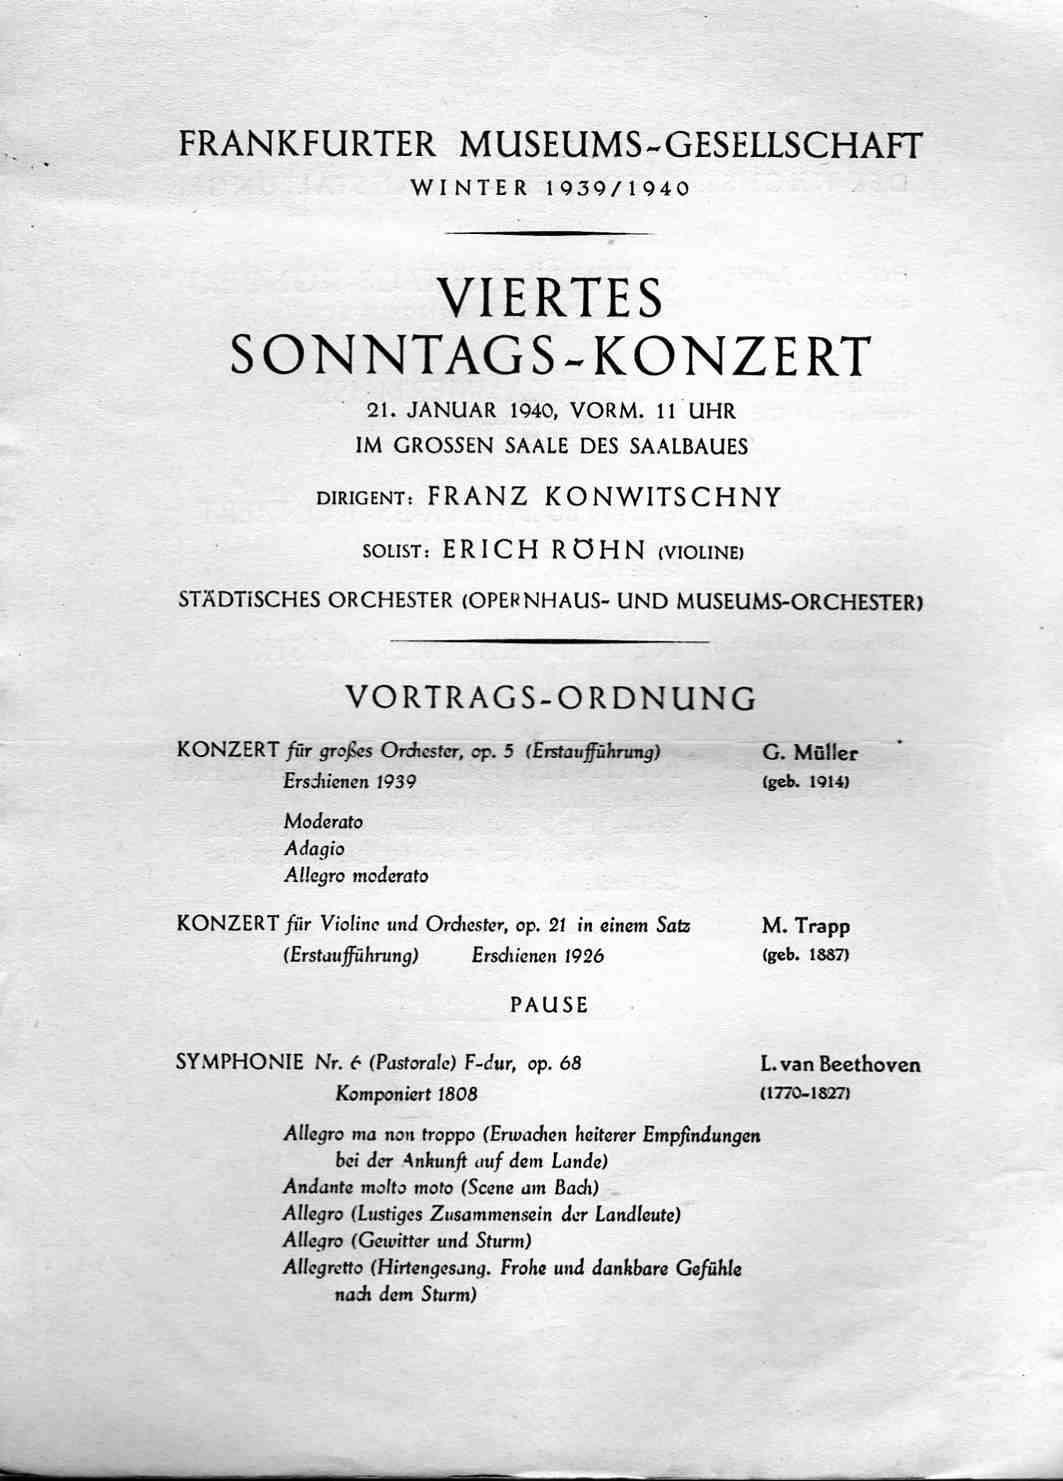 FRANKFURTER MUSEUMS-GESELLSCHAFT
WINTER 1939/1940
VIERTES
SONNTAGS-KONZERT
21. JANUAR 1940, VORM. 11 UHR
IM GROSSEN SAALE DES SAALBAUES
DIRIGENT: FRANZ KONWITSCHNY
SOLIST: ERICH RÖHN (VIOLINE)
STÄDTISCHES ORCHESTER (OPERNHAUS- UND MUSEUMS-ORCHESTER)
VORTRAGS-ORDNUNG
KONZERT für großes Orchester, op. 5 (Erstaufführung) G. Müller
Erschienen 1939 (geb. 1914)
Moderato
Adagio
Allegro moderato
KONZERT für Violine und Orchester, op. 21 in einem Satz M. Trapp
(Erstaufführung) Erschienen 1926 (geb. 1887)
PAUSE
SYMPHONIE Nr. 6 (Pastorale) F-dur, op. 68 L. van Beethoven
Komponiert 1808 (1770-1827)
Allegro ma non troppo (Erwachen heiterer Empfindungen
bei der Ankunft auf dem Lande)
Andante molto moto (Scene am Bach)
Allegro (Lustiges Zusammensein der Landleute)
Allegro (Gewitter und Sturm)
Allegretto (Hirtengesang. Frohe und dankbare Gefühle
nach dem Sturm)